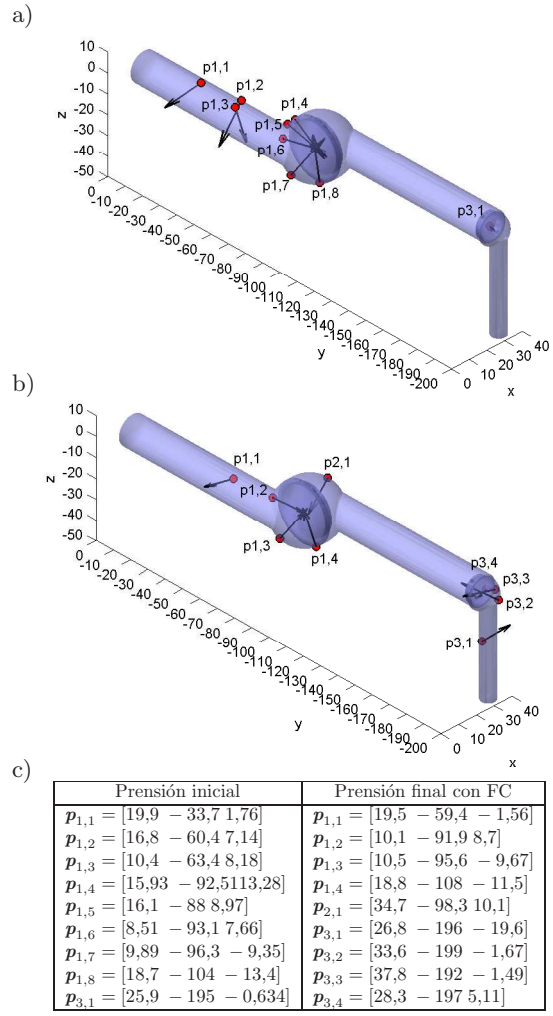 a)
10
0
-10
-20
-30
-40
-50
z
0
-10
-20
-30
-40
-50
-60
-70
-80
-90
-100
-110
-120
-130
-140
-150
-160
-170
-180
-190
-200
y
0
10
20
30
40
x
p1,1
p1,2
p1,3
p1,4
p1,5
p1,6
p1,7
p1,8
p3,1
b)
10
0
-10
-20
-30
-40
-50
z
0
-10
-20
-30
-40
-50
-60
-70
-80
-90
-100
-110
-120
-130
-140
-150
-160
-170
-180
-190
-200
y
0
10
20
30
40
x
p1,1
p2,1
p1,2
p1,3
p1,4
p3,4
p3,3
p3,2
p3,1
c)
Prensión inicial Prensión final con FC
p1,1 = [19,9 − 33,7 1,76] p1,1 = [19,5 − 59,4 − 1,56]
p1,2 = [16,8 − 60,4 7,14] p1,2 = [10,1 − 91,9 8,7]
p1,3 = [10,4 − 63,4 8,18] p1,3 = [10,5 − 95,6 − 9,67]
p1,4 = [15,93 − 92,5113,28] p1,4 = [18,8 − 108 − 11,5]
p1,5 = [16,1 − 88 8,97] p2,1 = [34,7 − 98,3 10,1]
p1,6 = [8,51 − 93,1 7,66] p3,1 = [26,8 − 196 − 19,6]
p1,7 = [9,89 − 96,3 − 9,35] p3,2 = [33,6 − 199 − 1,67]
p1,8 = [18,7 − 104 − 13,4] p3,3 = [37,8 − 192 − 1,49]
p3,1 = [25,9 − 195 − 0,634] p3,4 = [28,3 − 197 5,11]